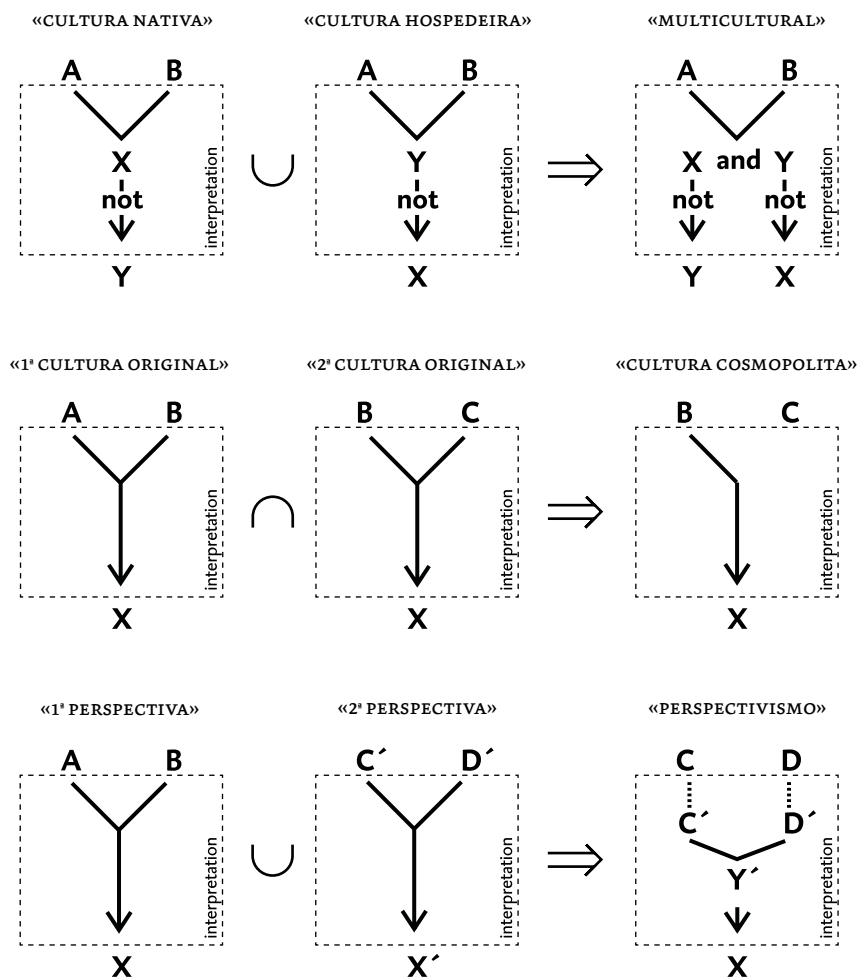 «CULTURA NATIVA» «CULTURA HOSPEDEIRA» «MULTICULTURAL»
A B A B A B
X Y X and Y
not not not not
interpretation interpretation interpretation
Y X Y X
«1ª CULTURA ORIGINAL» «2ª CULTURA ORIGINAL» «CULTURA COSMOPOLITA»
A B B C B C
interpretation interpretation interpretation
X X X
«1ª PERSPECTIVA» «2ª PERSPECTIVA» «PERSPECTIVISMO»
A B C´ D´ C D
C´ D´
Y´
interpretation interpretation interpretation
X X´ X